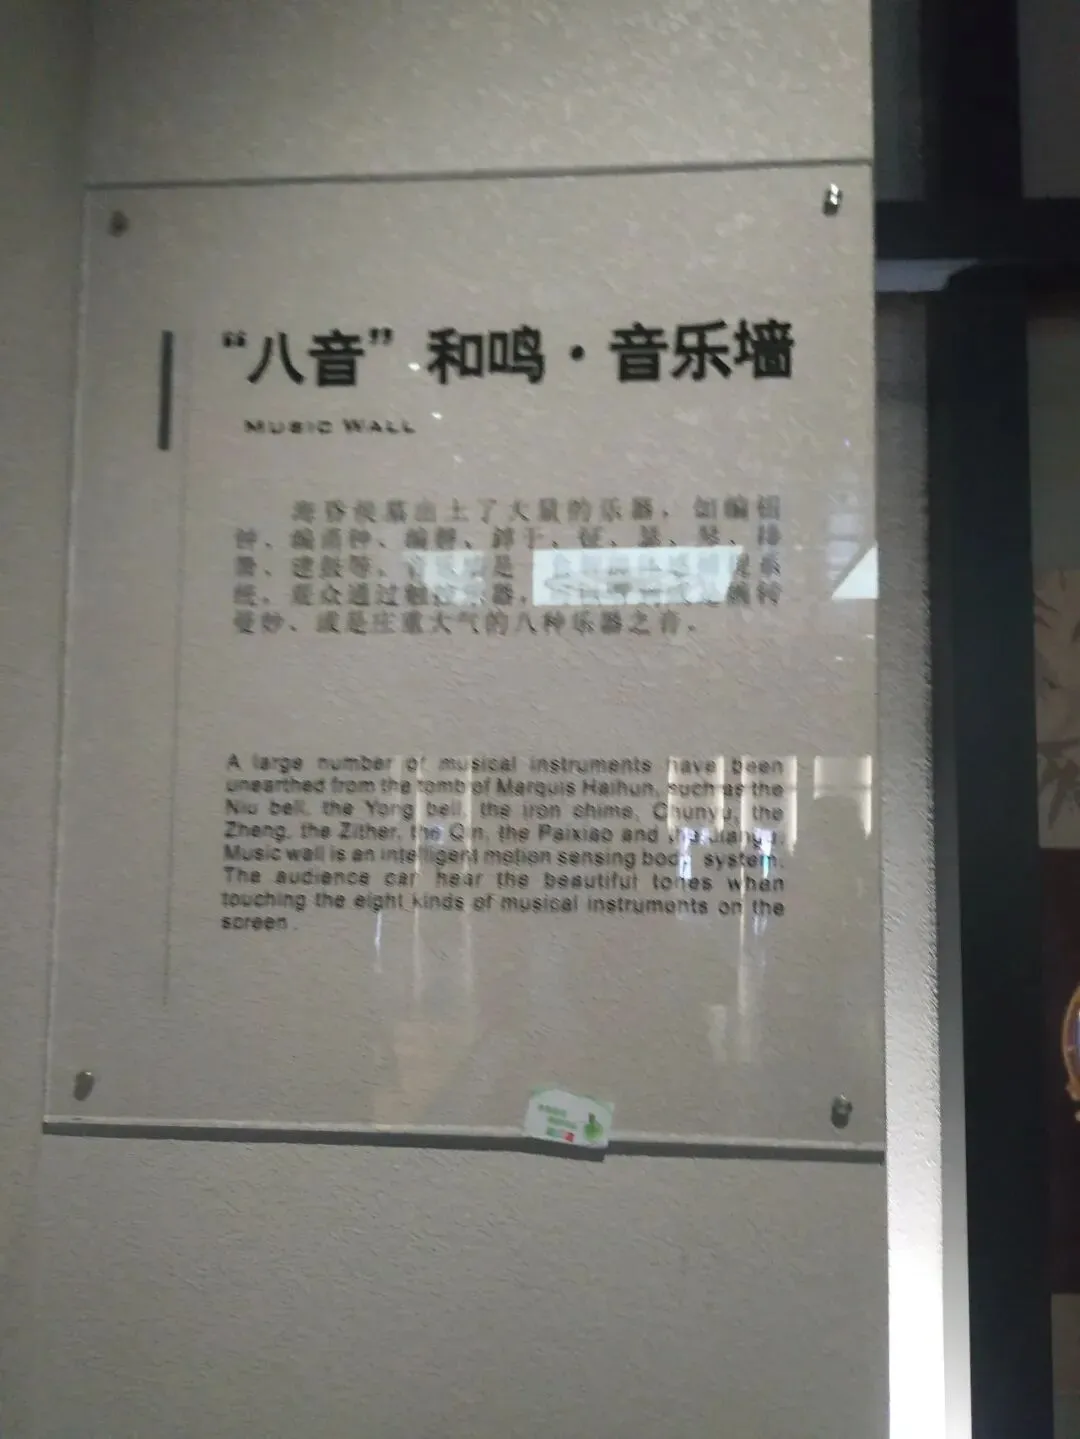 “八音”和鸣·音乐墙
MUSIC WALL
海昏侯墓出土了大量的乐器，如编钮
钟、编甬钟、编磬、錞于、钲、瑟、琴、排
箫、建鼓等。音乐墙是
统，观众通过触控乐器，
曼妙、或是庄重大气的八种乐器之音。
A large number of musical instruments have been
unearthed from the tomb of Marquis Haihun, such as the
Niu bell, the Yong bell, the iron chime, Chunyu, the
Zheng, the Zither, the Qin, the Paixiao and the Jiangu.
Music wall is an intelligent motion sensing body system.
The audience can hear the beautiful tones when
touching the eight kinds of musical instruments on the
screen.